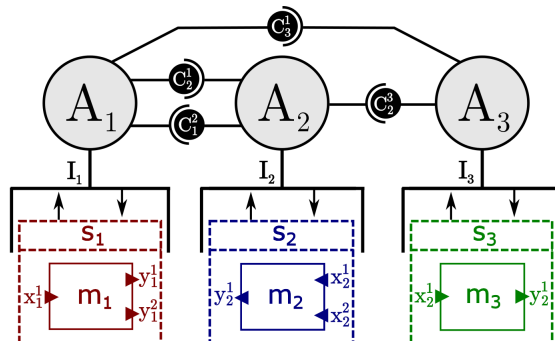 C₃¹
C₂¹
A₁ A₂ C₂³ A₃
C₁²
I₁ I₂ I₃
s₁ s₂ s₃
y₁¹ x₂¹
x₁¹ m₁ y₂¹ m₂ x₂¹ m₃ y₂¹
y₁² x₂²